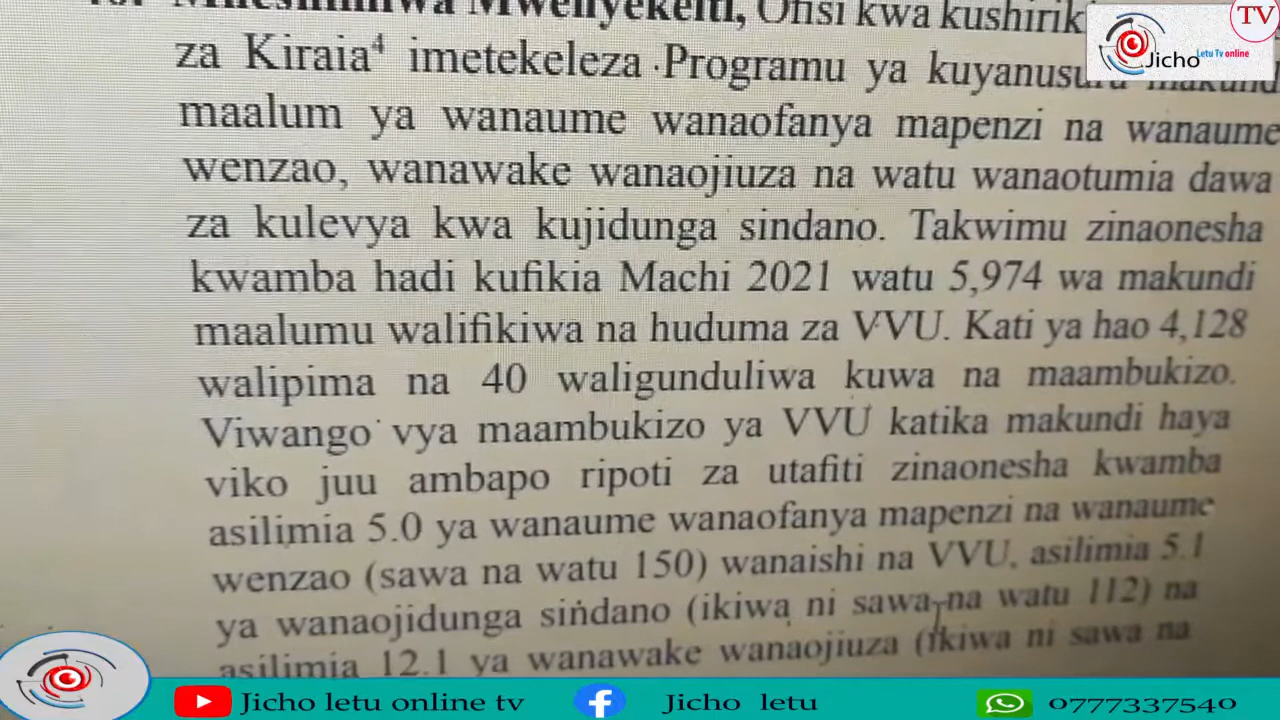 Mwenyekiti, Ofisi kwa kushirik
za Kiraia⁴ imetekeleza Programu ya kuyanusuru makundi
maalum ya wanaume wanaofanya mapenzi na wanaume
wenzao, wanawake wanaojiuza na watu wanaotumia dawa
za kulevya kwa kujidunga sindano. Takwimu zinaonesha
kwamba hadi kufikia Machi 2021 watu 5,974 wa makundi
maalumu walifikiwa na huduma za VVU. Kati ya hao 4,128
walipima na 40 waligunduliwa kuwa na maambukizo.
Viwango vya maambukizo ya VVU katika makundi haya
viko juu ambapo ripoti za utafiti zinaonesha kwamba
asilimia 5.0 ya wanaume wanaofanya mapenzi na wanaume
wenzao (sawa na watu 150) wanaishi na VVU, asilimia 5.1
ya wanaojidunga sindano (ikiwa ni sawa na watu 112) na
asilimia 12.1 ya wanawake wanaojiuza (ikiwa ni sawa na
TV
Jicho Letu Tv online
Jicho letu online tv
Jicho letu
0777337540